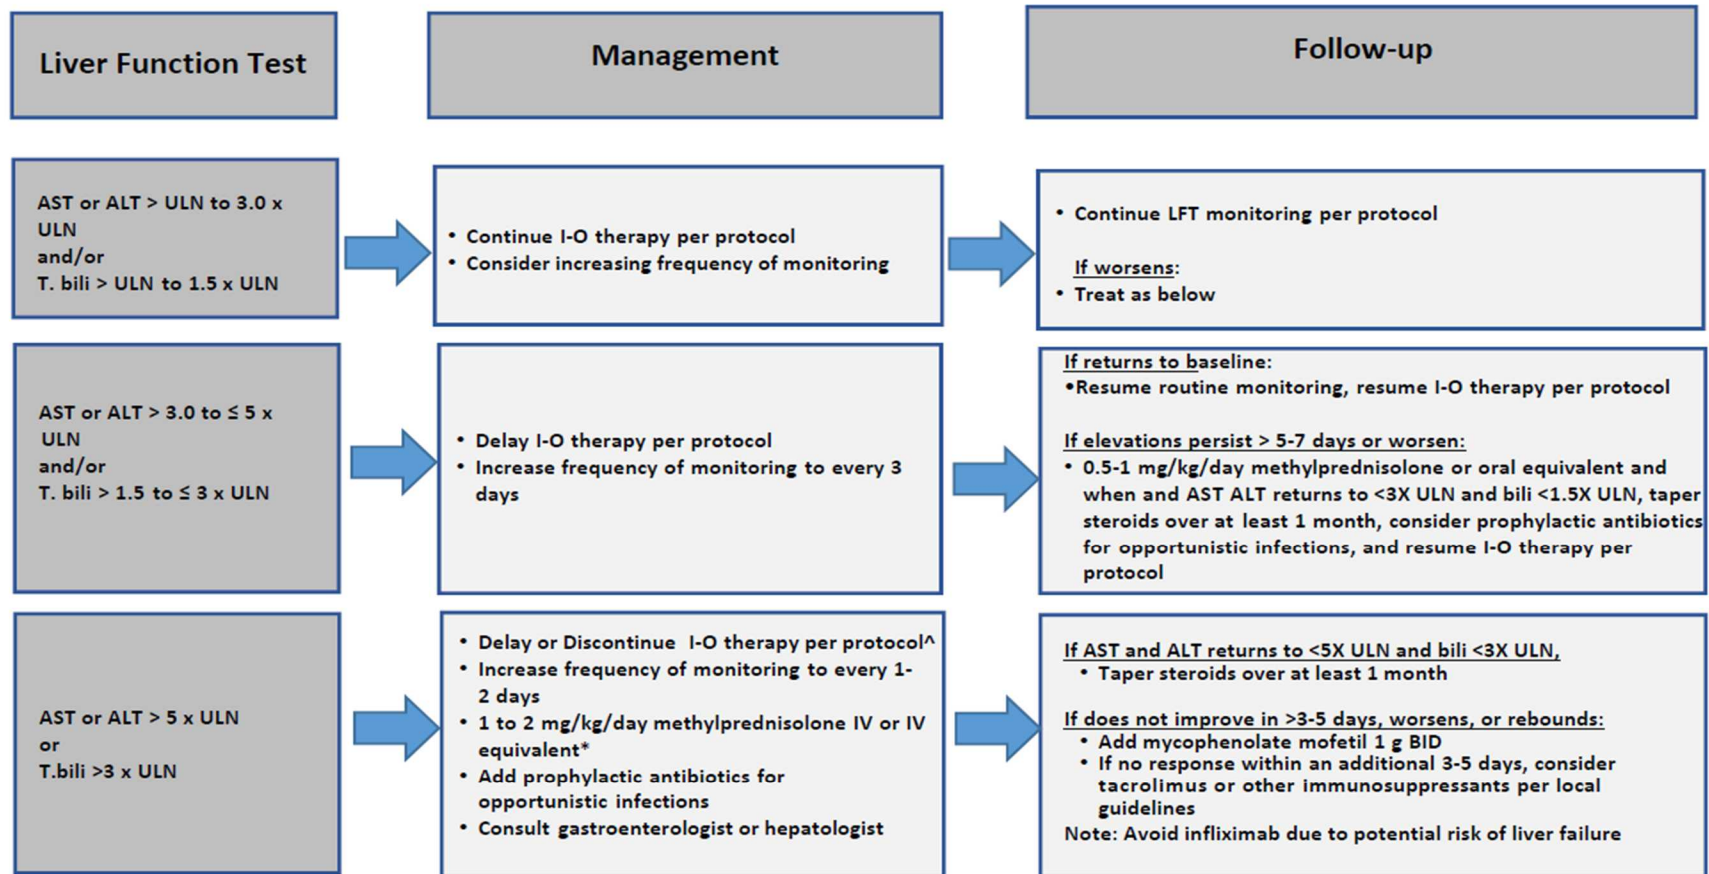 Liver Function Test
Management
Follow-up
AST or ALT > ULN to 3.0 x
ULN
and/or
T. bili > ULN to 1.5 x ULN
• Continue I-O therapy per protocol
• Consider increasing frequency of monitoring
• Continue LFT monitoring per protocol
If worsens:
• Treat as below
AST or ALT > 3.0 to ≤ 5 x
ULN
and/or
T. bili > 1.5 to ≤ 3 x ULN
• Delay I-O therapy per protocol
• Increase frequency of monitoring to every 3
days
If returns to baseline:
•Resume routine monitoring, resume I-O therapy per protocol
If elevations persist > 5-7 days or worsen:
• 0.5-1 mg/kg/day methylprednisolone or oral equivalent and
when and AST ALT returns to <3X ULN and bili <1.5X ULN, taper
steroids over at least 1 month, consider prophylactic antibiotics
for opportunistic infections, and resume I-O therapy per
protocol
AST or ALT > 5 x ULN
or
T.bili >3 x ULN
• Delay or Discontinue I-O therapy per protocol^
• Increase frequency of monitoring to every 1-
2 days
• 1 to 2 mg/kg/day methylprednisolone IV or IV
equivalent*
• Add prophylactic antibiotics for
opportunistic infections
• Consult gastroenterologist or hepatologist
If AST and ALT returns to <5X ULN and bili <3X ULN,
• Taper steroids over at least 1 month
If does not improve in >3-5 days, worsens, or rebounds:
• Add mycophenolate mofetil 1 g BID
• If no response within an additional 3-5 days, consider
tacrolimus or other immunosuppressants per local
guidelines
Note: Avoid infliximab due to potential risk of liver failure